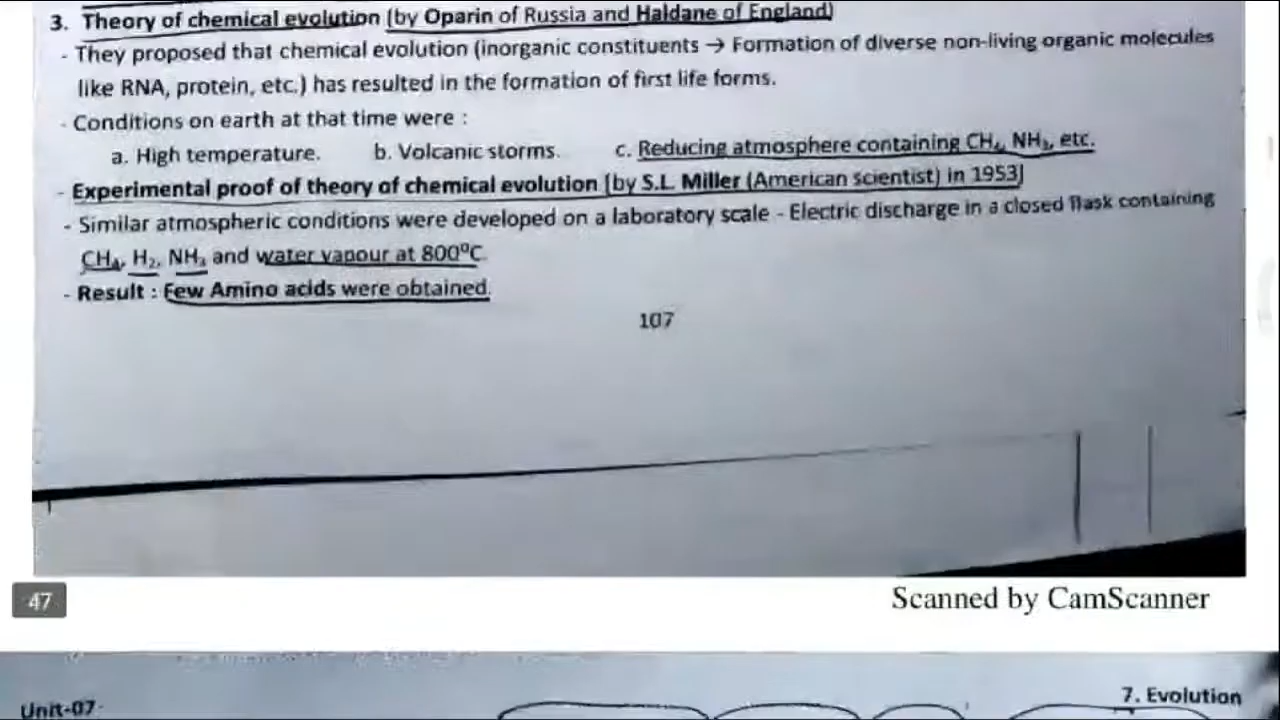 3. Theory of chemical evolution (by Oparin of Russia and Haldane of England)
- They proposed that chemical evolution (inorganic constituents → Formation of diverse non-living organic molecules
like RNA, protein, etc.) has resulted in the formation of first life forms.
- Conditions on earth at that time were :
a. High temperature. b. Volcanic storms. c. Reducing atmosphere containing CH₄, NH₃, etc.
- Experimental proof of theory of chemical evolution [by S.L. Miller (American scientist) in 1953]
- Similar atmospheric conditions were developed on a laboratory scale - Electric discharge in a closed flask containing
CH₄, H₂, NH₃ and water vapour at 800⁰C.
- Result : Few Amino acids were obtained.
107
47
Scanned by CamScanner
Unit-07
7. Evolution